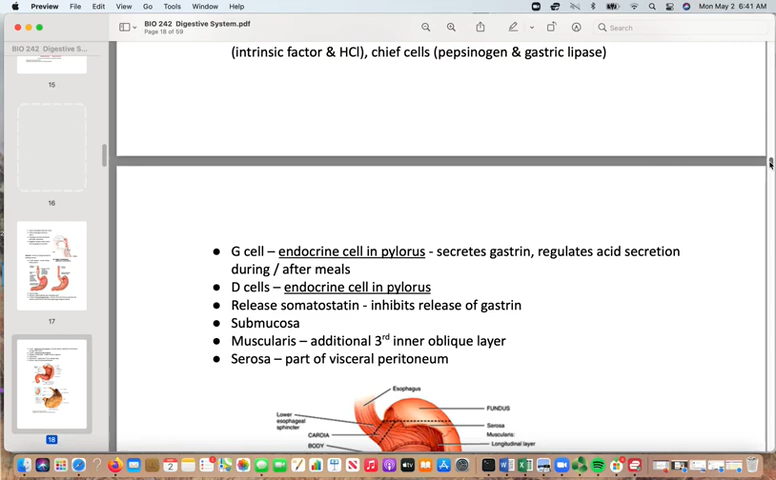 Preview File Edit View Go Tools Window Help
Mon May 2 6:41 AM
BIO 242 Digestive System.pdf
Page 18 of 59
Search
BIO 242 Digestive S...
15
16
17
18
(intrinsic factor & HCl), chief cells (pepsinogen & gastric lipase)
● G cell – endocrine cell in pylorus - secretes gastrin, regulates acid secretion
during / after meals
● D cells – endocrine cell in pylorus
● Release somatostatin - inhibits release of gastrin
● Submucosa
● Muscularis – additional 3rd inner oblique layer
● Serosa – part of visceral peritoneum
Esophagus
FUNDUS
Lower
esophageal
sphincter
Serosa
Muscularis:
CARDIA
Longitudinal layer
BODY